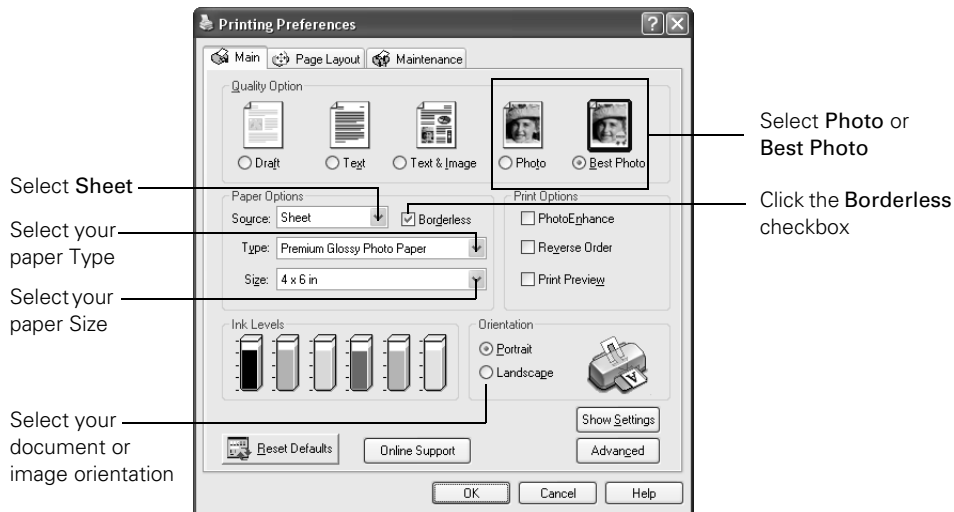 Printing Preferences
Main
Page Layout
Maintenance
Quality Option
Draft
Text
Text & Image
Photo
Best Photo
Select Photo or
Best Photo
Select Sheet
Paper Options
Source: Sheet
Borderless
Print Options
PhotoEnhance
Click the Borderless
checkbox
Select your
paper Type
Type: Premium Glossy Photo Paper
Reverse Order
Size: 4 x 6 in
Print Preview
Select your
paper Size
Ink Levels
Orientation
Portrait
Landscape
A
Select your
document or
image orientation
Show Settings
Reset Defaults
Online Support
Advanced
OK
Cancel
Help